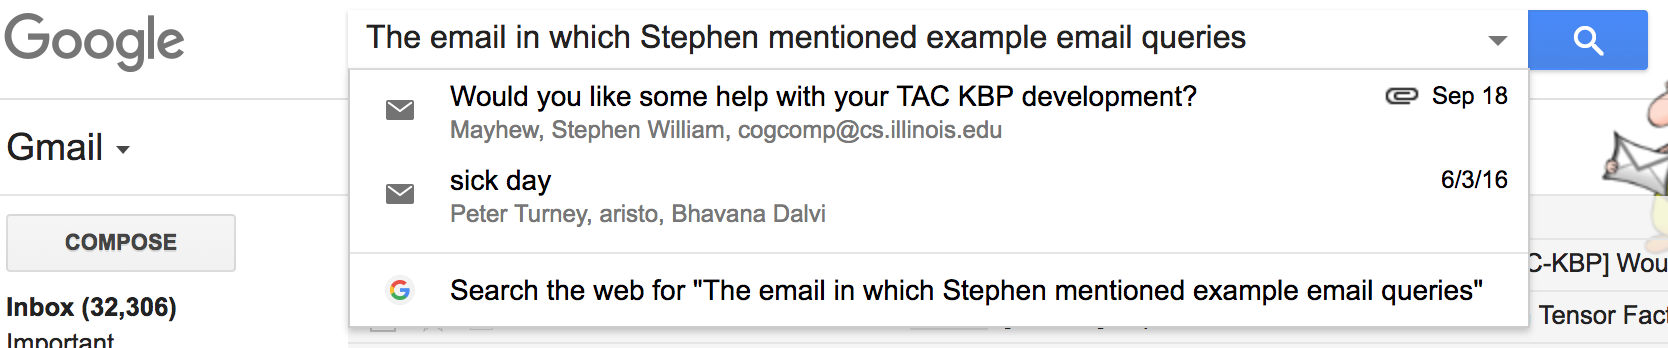 Google
The email in which Stephen mentioned example email queries
Would you like some help with your TAC KBP development?
Sep 18
Mayhew, Stephen William, cogcomp@cs.illinois.edu
Gmail
sick day
6/3/16
Peter Turney, aristo, Bhavana Dalvi
COMPOSE
C-KBP] Wou
Search the web for "The email in which Stephen mentioned example email queries"
Inbox (32,306)
Tensor Fact
Important